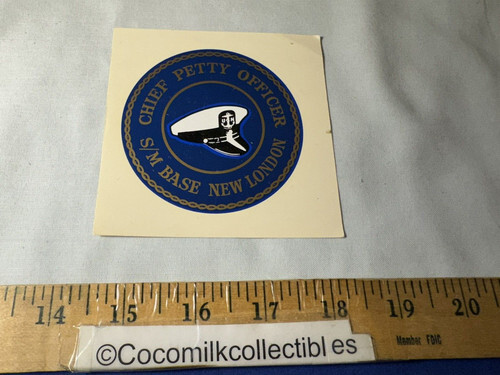 CHIEF PETTY OFFICER
S/M BASE NEW LONDON
14 15 16 17 18 19 20
Member FDIC
©Cocomilkcollectibl es